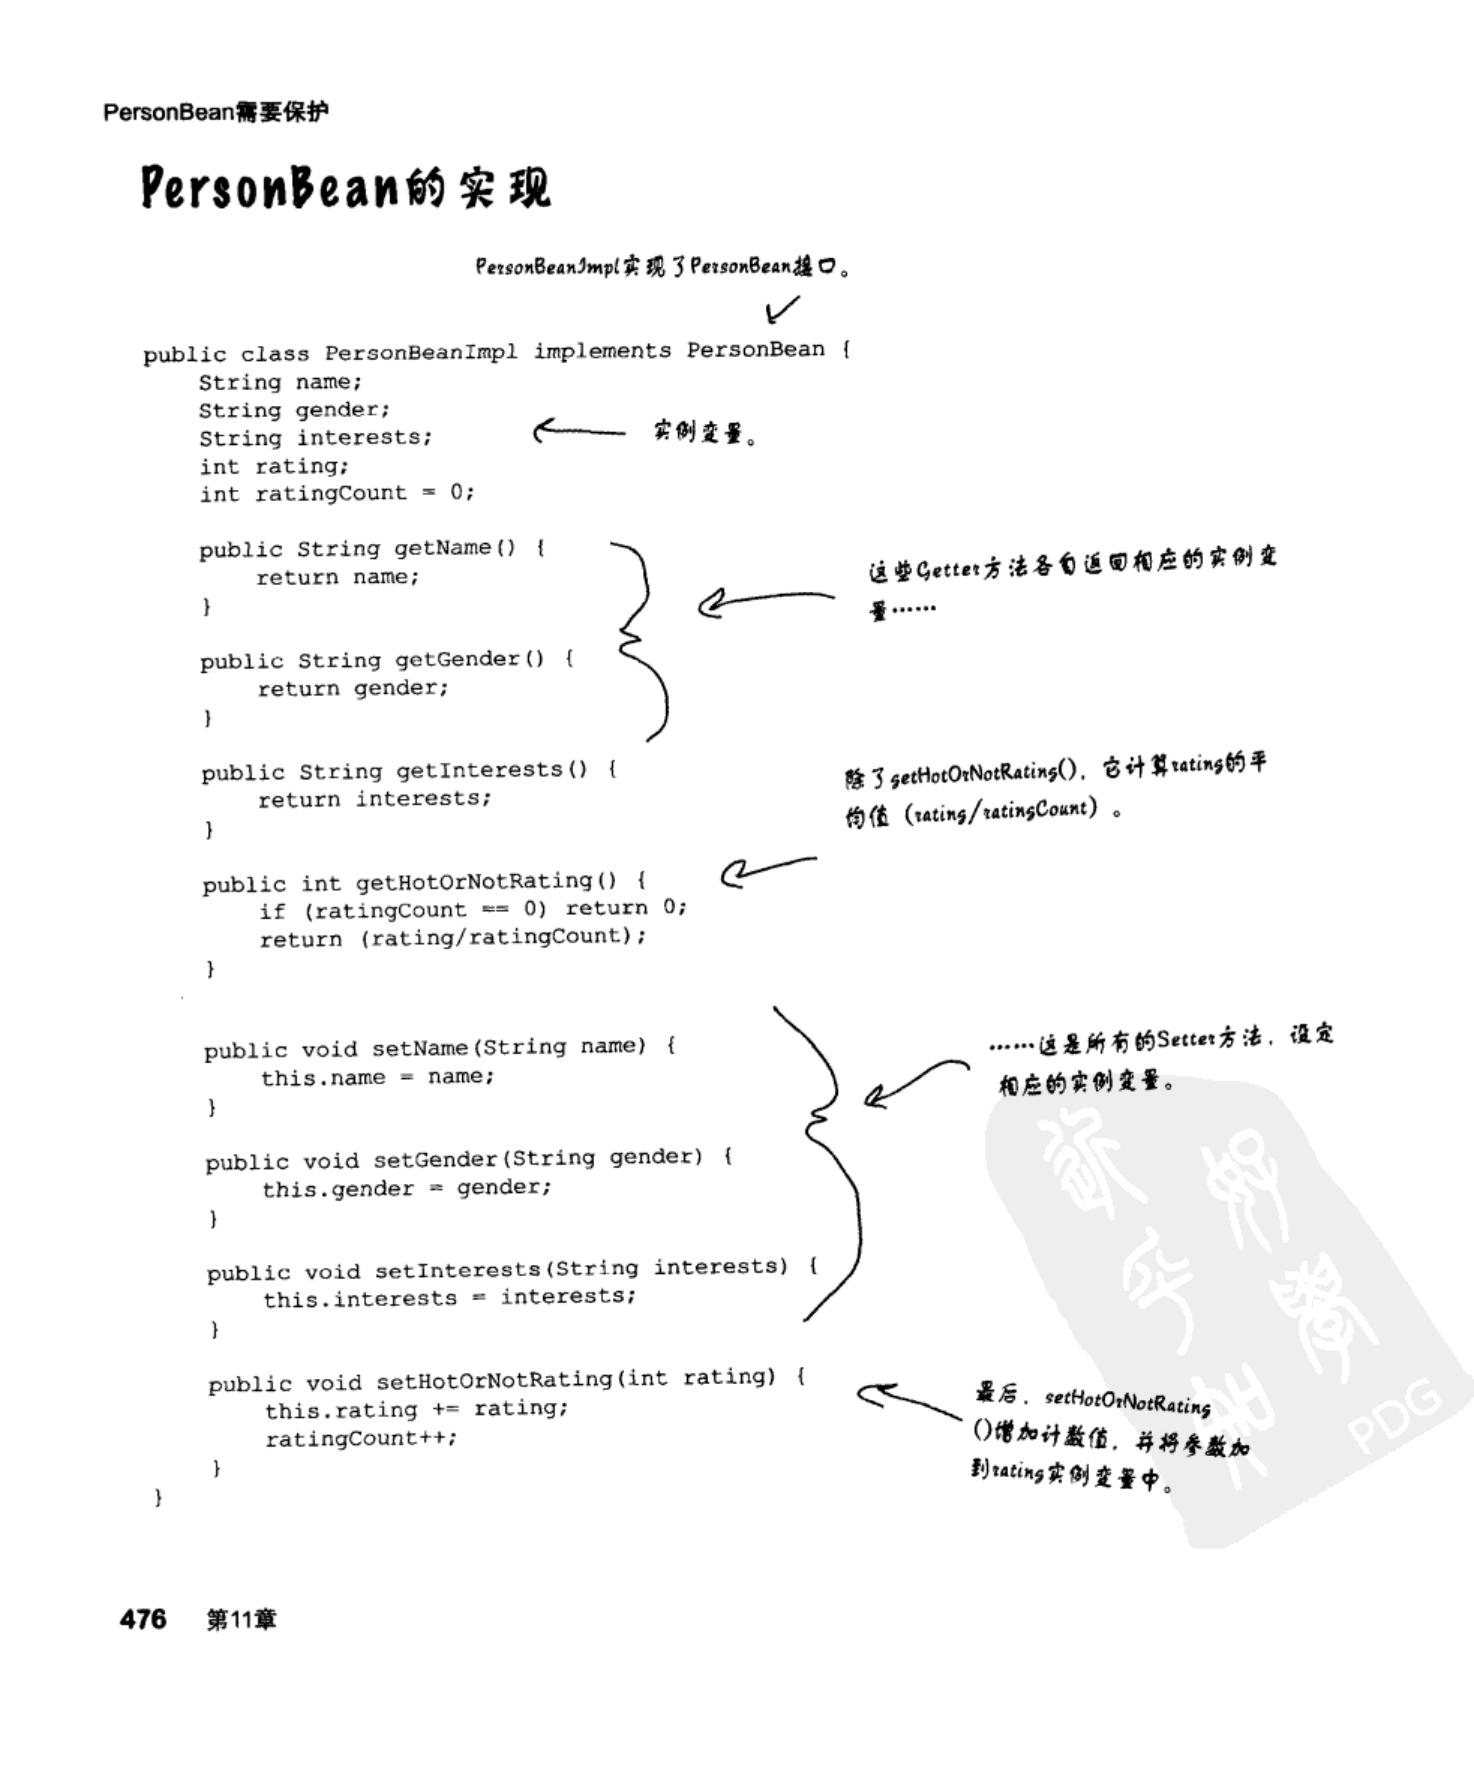 PersonBean需要保护
PersonBean的实现
PersonBeanImpl实现了PersonBean接口。
public class PersonBeanImpl implements PersonBean {
String name;
String gender;
String interests;
实例变量。
int rating;
int ratingCount = 0;
public String getName() {
return name;
}
这些Getter方法各自返回相应的实例变
量……
public String getGender() {
return gender;
}
public String getInterests() {
return interests;
}
除了getHotOrNotRating(),它计算rating的平
均值(rating/ratingCount)。
public int getHotOrNotRating() {
if (ratingCount == 0) return 0;
return (rating/ratingCount);
}
public void setName(String name) {
this.name = name;
}
……这是所有的Setter方法,设定
相应的实例变量。
public void setGender(String gender) {
this.gender = gender;
}
public void setInterests(String interests) {
this.interests = interests;
}
public void setHotOrNotRating(int rating) {
this.rating += rating;
ratingCount++;
}
}
最后,setHotOrNotRating
()增加计数值,并将参数加
到rating实例变量中。
PDG
476 第11章